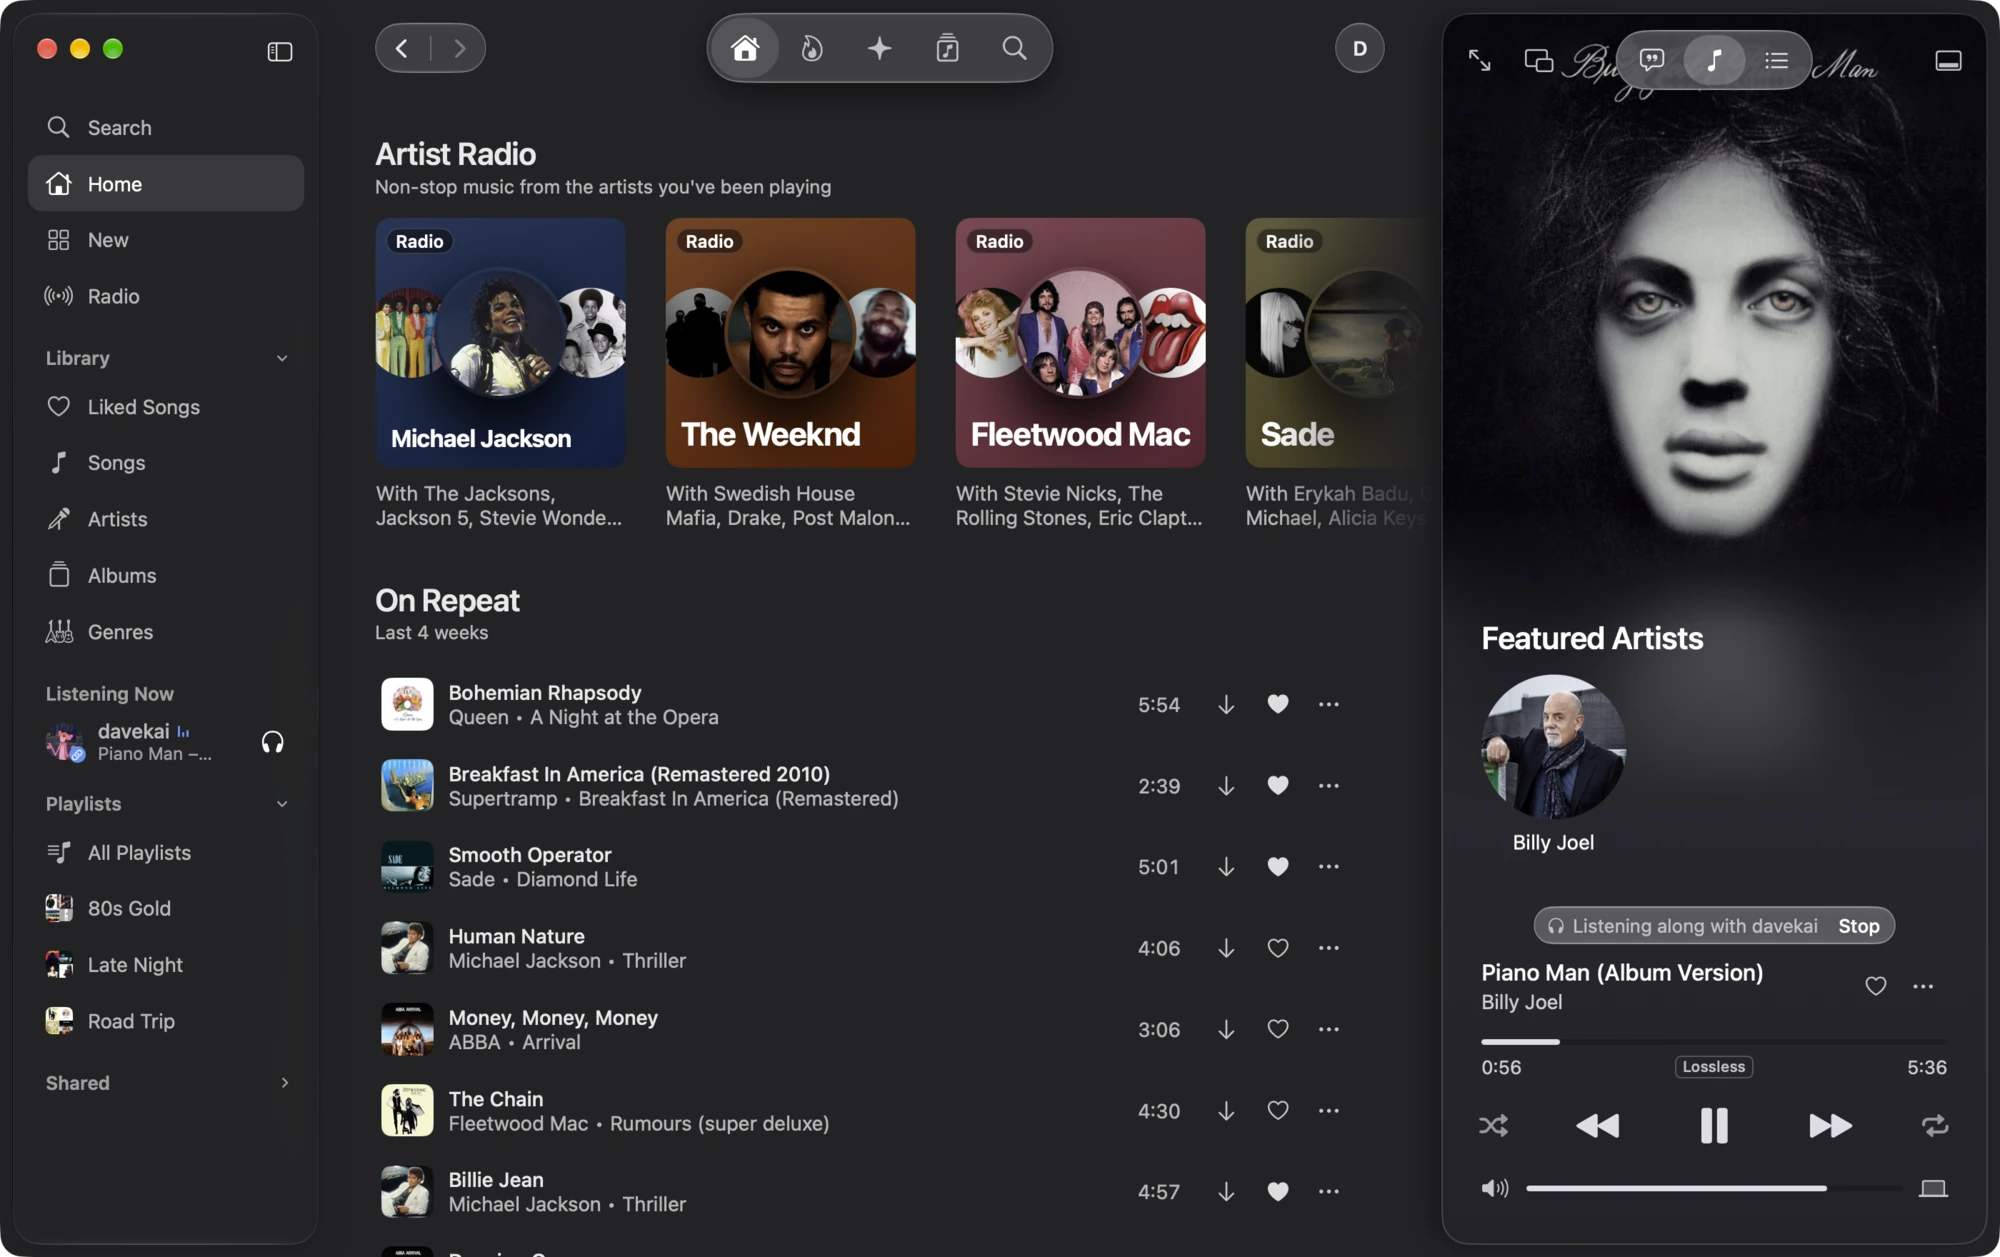 Search
Home
New
Radio
Library
Liked Songs
Songs
Artists
Albums
Genres
Listening Now
davekai
Piano Man –...
Playlists
All Playlists
80s Gold
Late Night
Road Trip
Shared
D
Artist Radio
Non-stop music from the artists you've been playing
Radio
Michael Jackson
With The Jacksons,
Jackson 5, Stevie Wonde...
Radio
The Weeknd
With Swedish House
Mafia, Drake, Post Malon...
Radio
Fleetwood Mac
With Stevie Nicks, The
Rolling Stones, Eric Clapt...
Radio
Sade
With Erykah Badu,
Michael, Alicia Keys
On Repeat
Last 4 weeks
Bohemian Rhapsody
Queen • A Night at the Opera
5:54
Breakfast In America (Remastered 2010)
Supertramp • Breakfast In America (Remastered)
2:39
SADE
Smooth Operator
Sade • Diamond Life
5:01
Human Nature
Michael Jackson • Thriller
4:06
Money, Money, Money
ABBA • Arrival
3:06
The Chain
Fleetwood Mac • Rumours (super deluxe)
4:30
Billie Jean
Michael Jackson • Thriller
4:57
Man
Featured Artists
Billy Joel
Listening along with davekai Stop
Piano Man (Album Version)
Billy Joel
0:56
Lossless
5:36